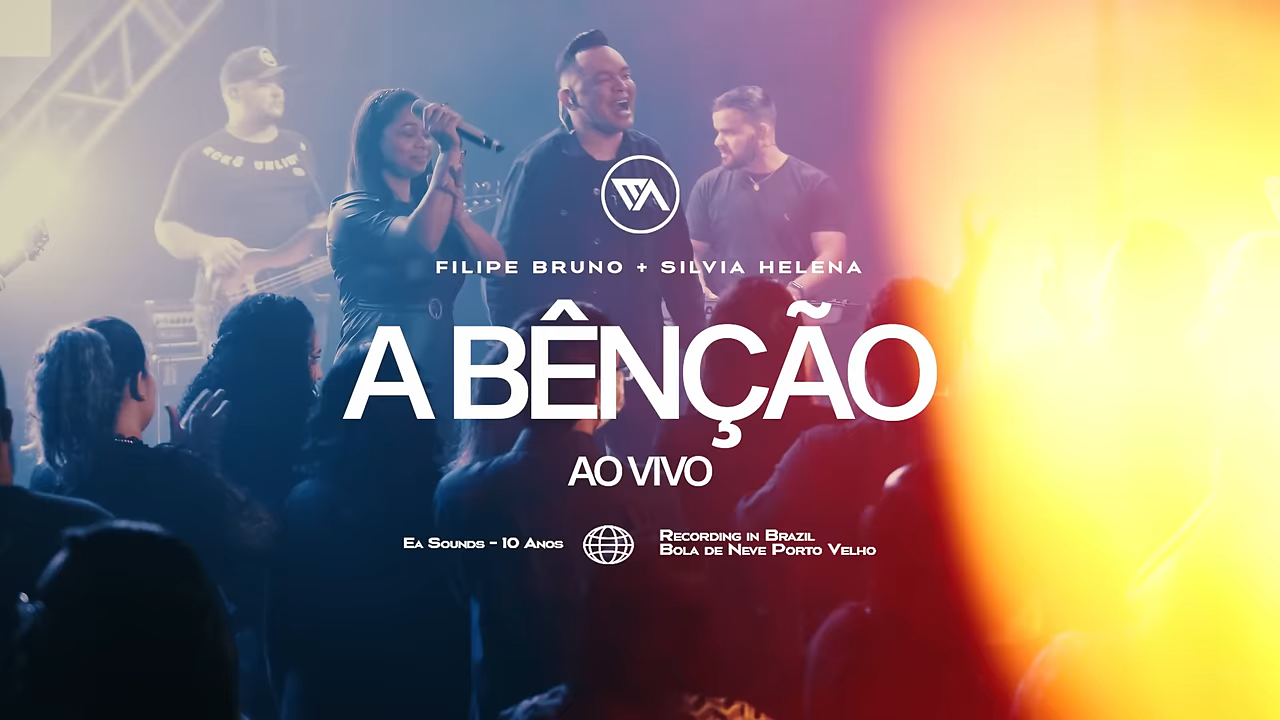 FILIPE BRUNO + SILVIA HELENA
A BÊNÇÃO
AO VIVO
EA SOUNDS - 10 ANOS
RECORDING IN BRAZIL
BOLA DE NEVE PORTO VELHO